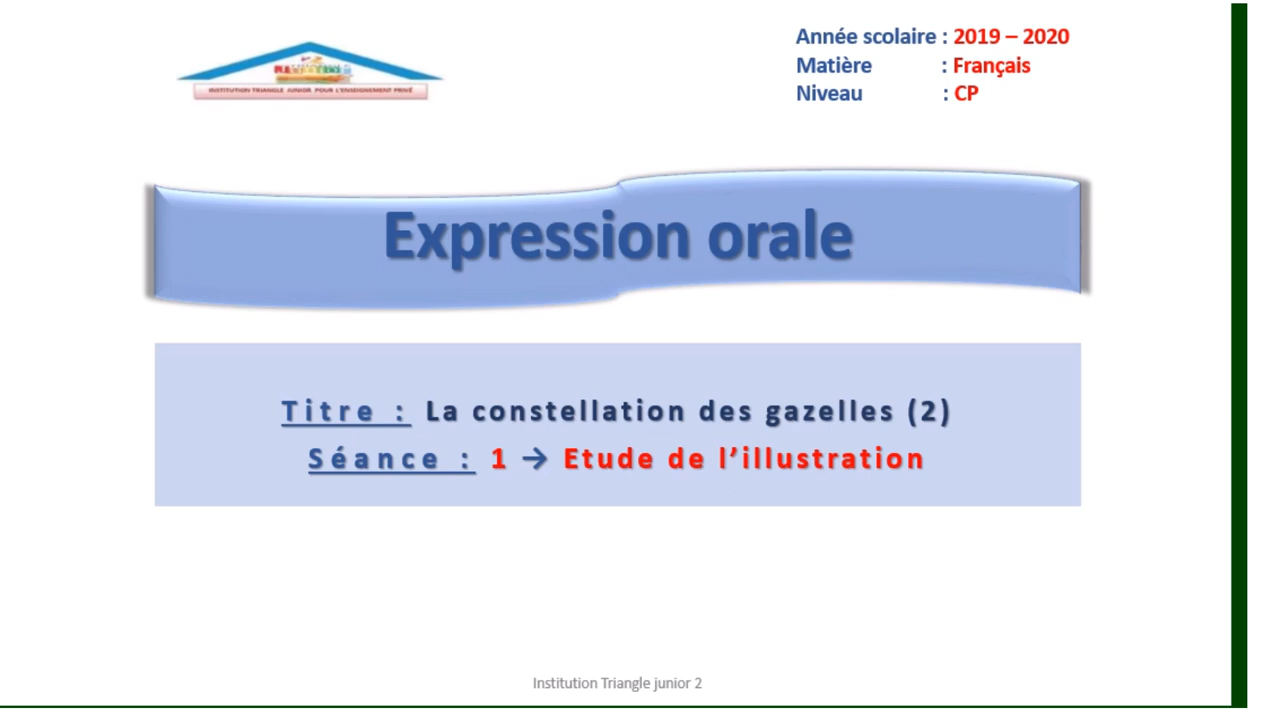 Année scolaire : 2019 – 2020
Matière : Français
Niveau : CP
INSTITUTION TRIANGLE JUNIOR POUR L'ENSEIGNEMENT PRIVÉ
Expression orale
Titre : La constellation des gazelles (2)
Séance : 1 → Etude de l’illustration
Institution Triangle junior 2